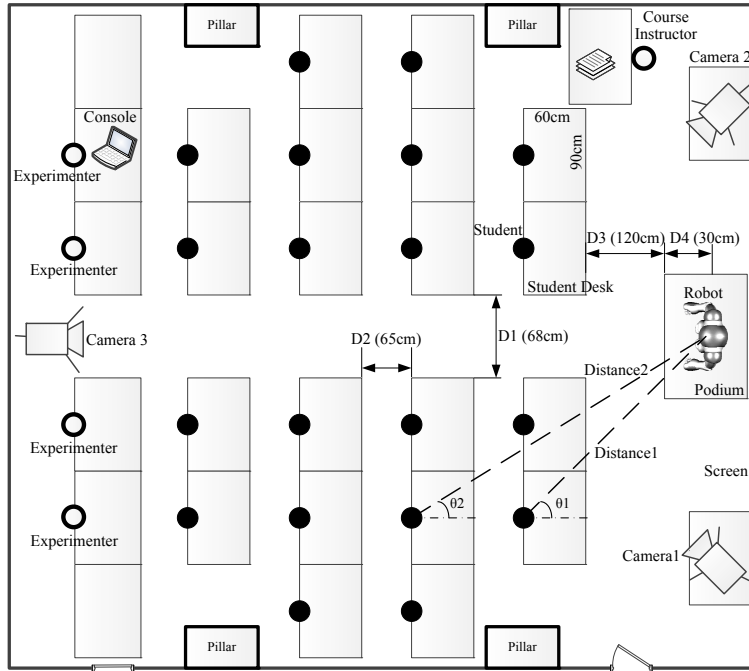 Pillar
Pillar
Course
Instructor
Camera 2
Console
60cm
90cm
Experimenter
Student
D3 (120cm)
D4 (30cm)
Experimenter
Student Desk
Robot
Camera 3
D2 (65cm)
D1 (68cm)
Distance2
Podium
Experimenter
Distance1
Screen
θ2
θ1
Experimenter
Camera1
Pillar
Pillar